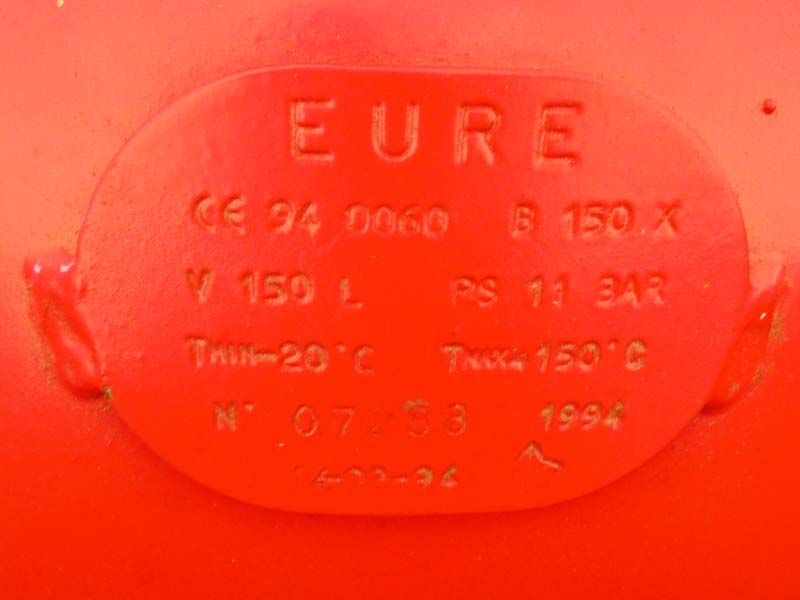 EURE
CE 94 0060 B 150 X
V 150 L PS 11 BAR
TMIN-20°C TMAX+150°C
N° 1994